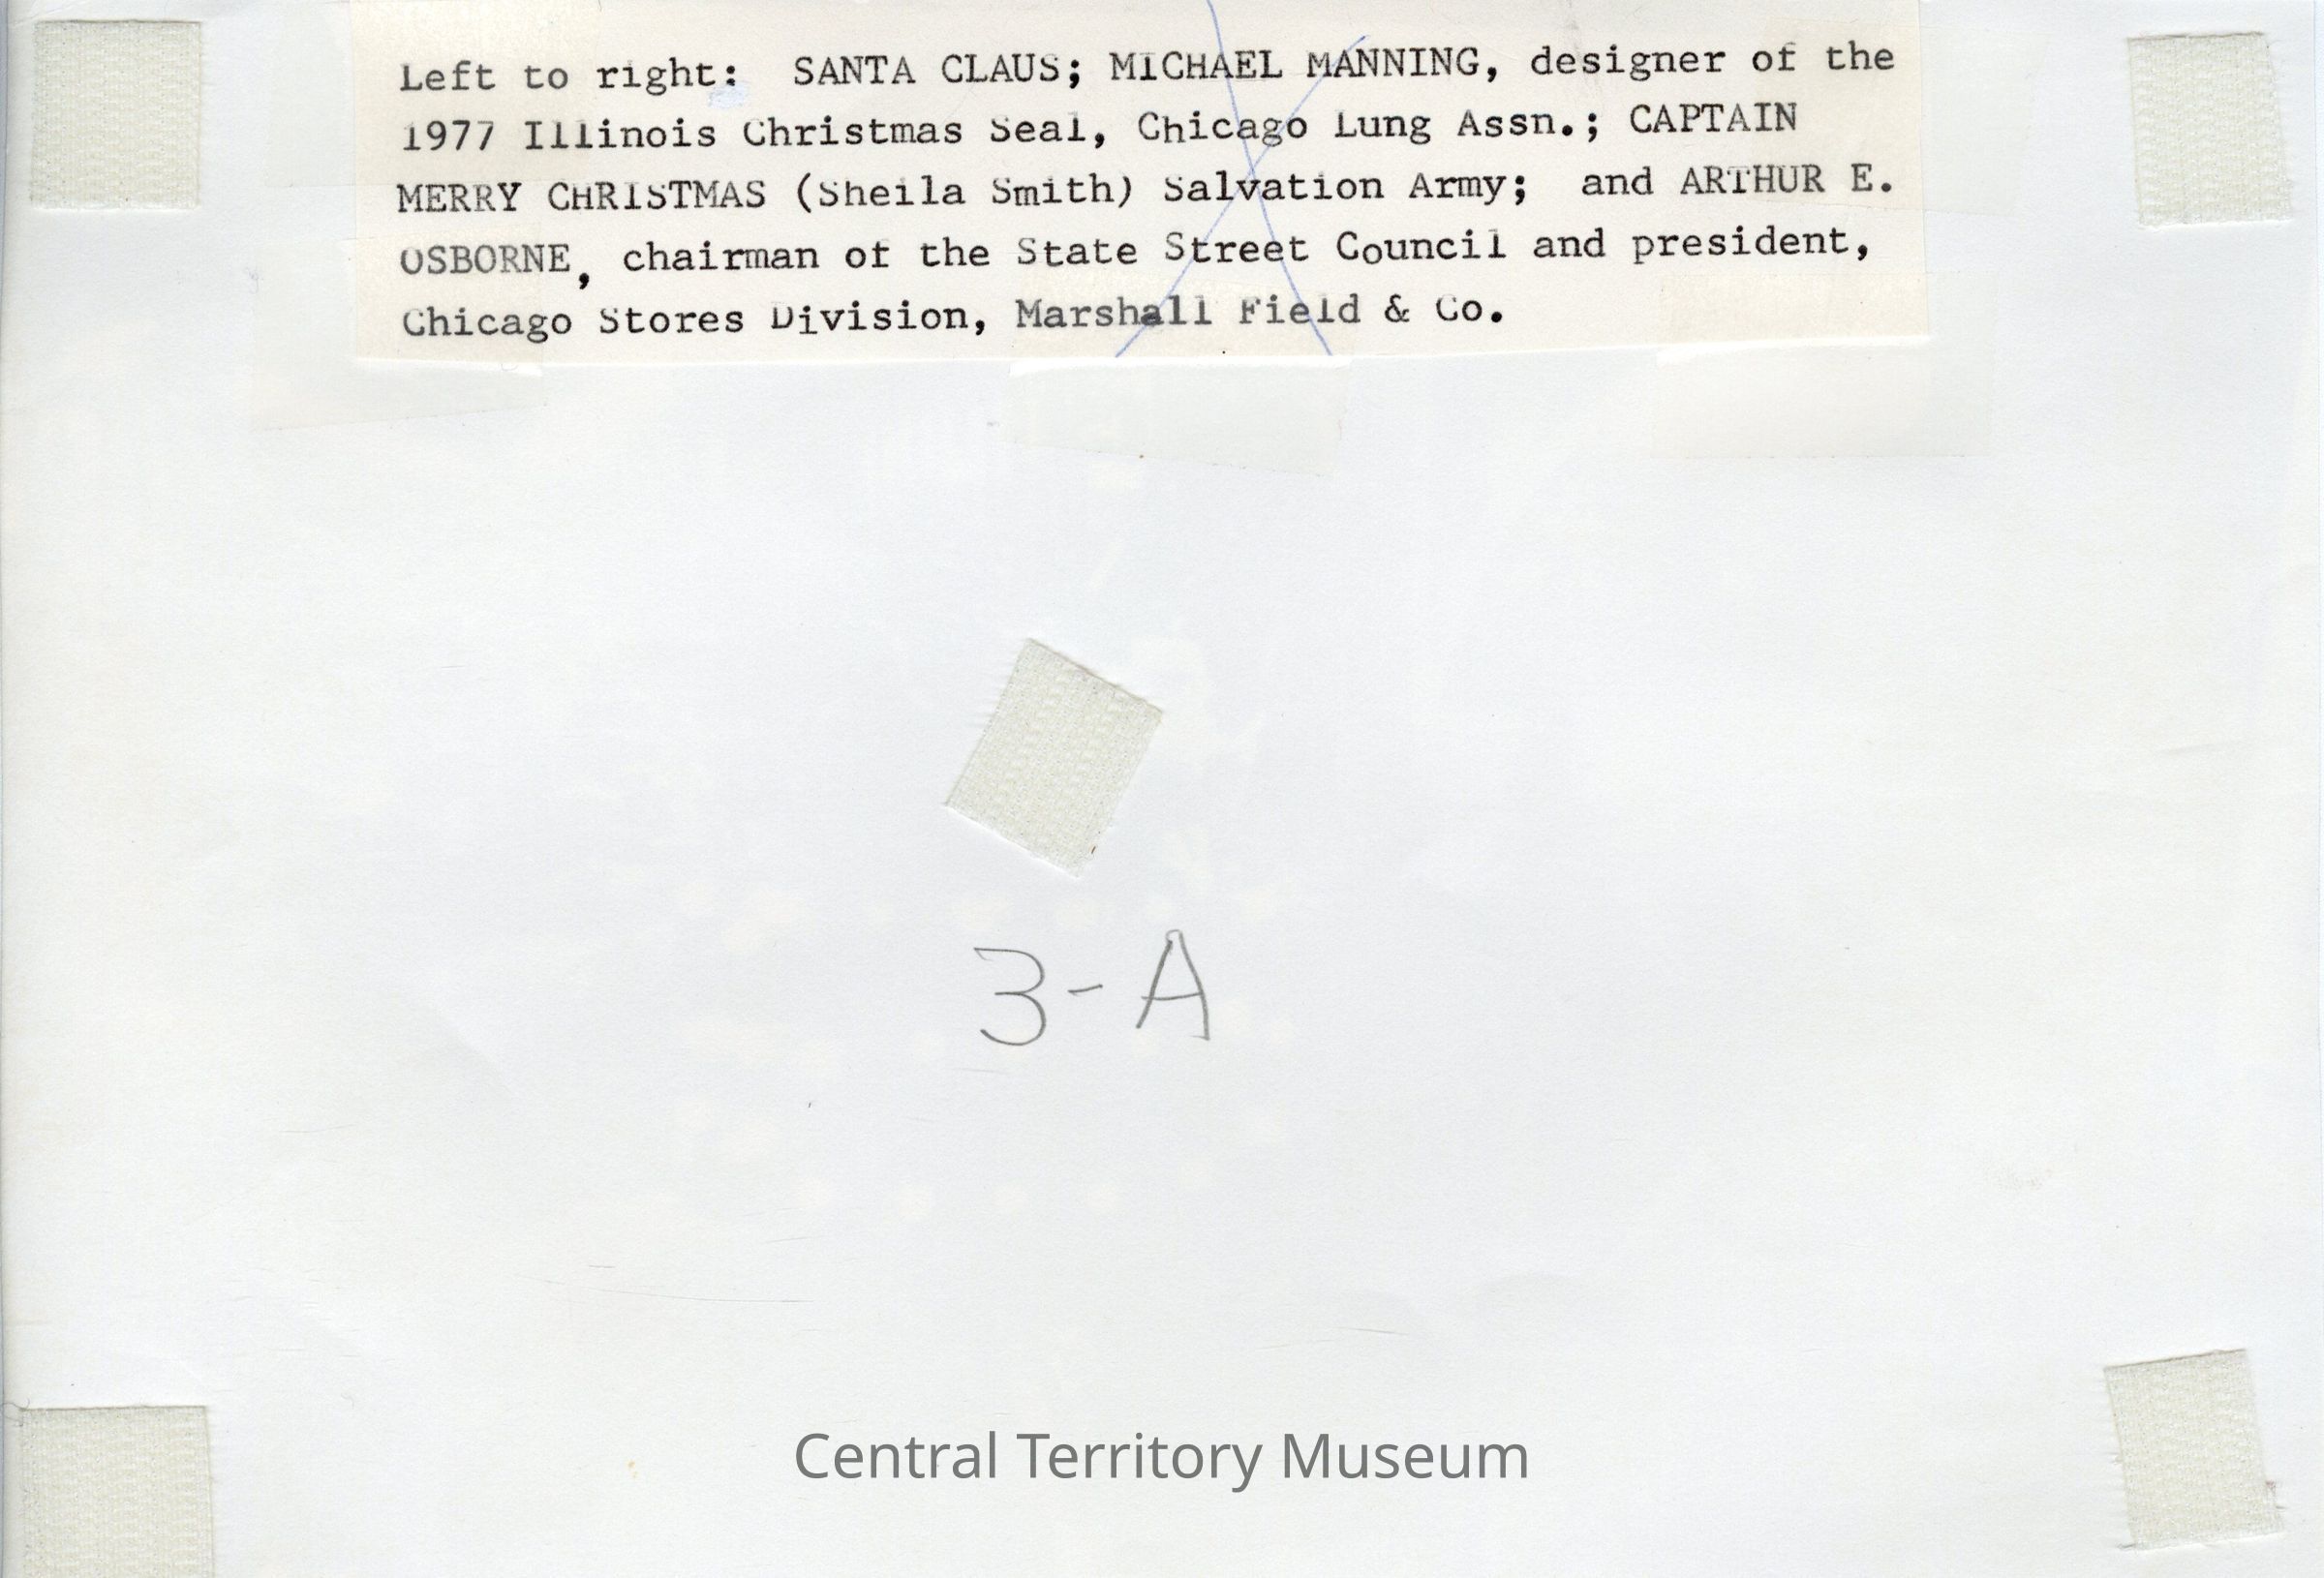 Left to right:  SANTA CLAUS; MICHAEL MANNING, designer of the
1977 Illinois Christmas Seal, Chicago Lung Assn.; CAPTAIN
MERRY CHRISTMAS (Sheila Smith) Salvation Army;  and ARTHUR E.
OSBORNE, chairman of the State Street Council and president,
Chicago Stores Division, Marshall Field & Co.
3-A
Central Territory Museum